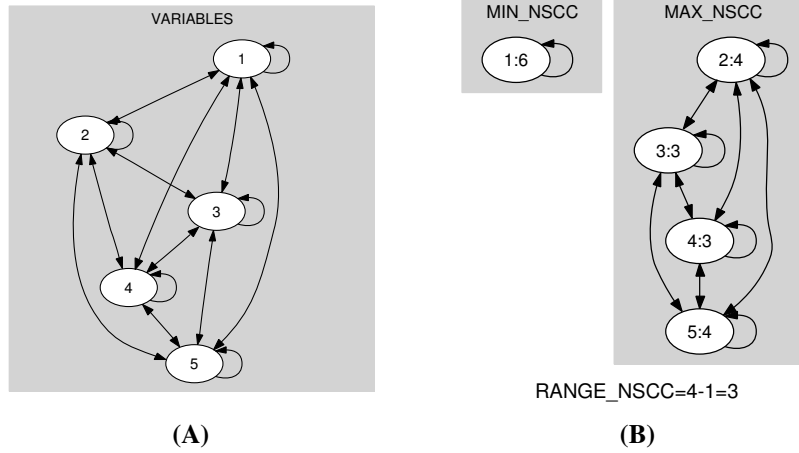 VARIABLES
1
2
3
4
5
(A)
MIN_NSCC
1:6
MAX_NSCC
2:4
3:3
4:3
5:4
RANGE_NSCC=4-1=3
(B)